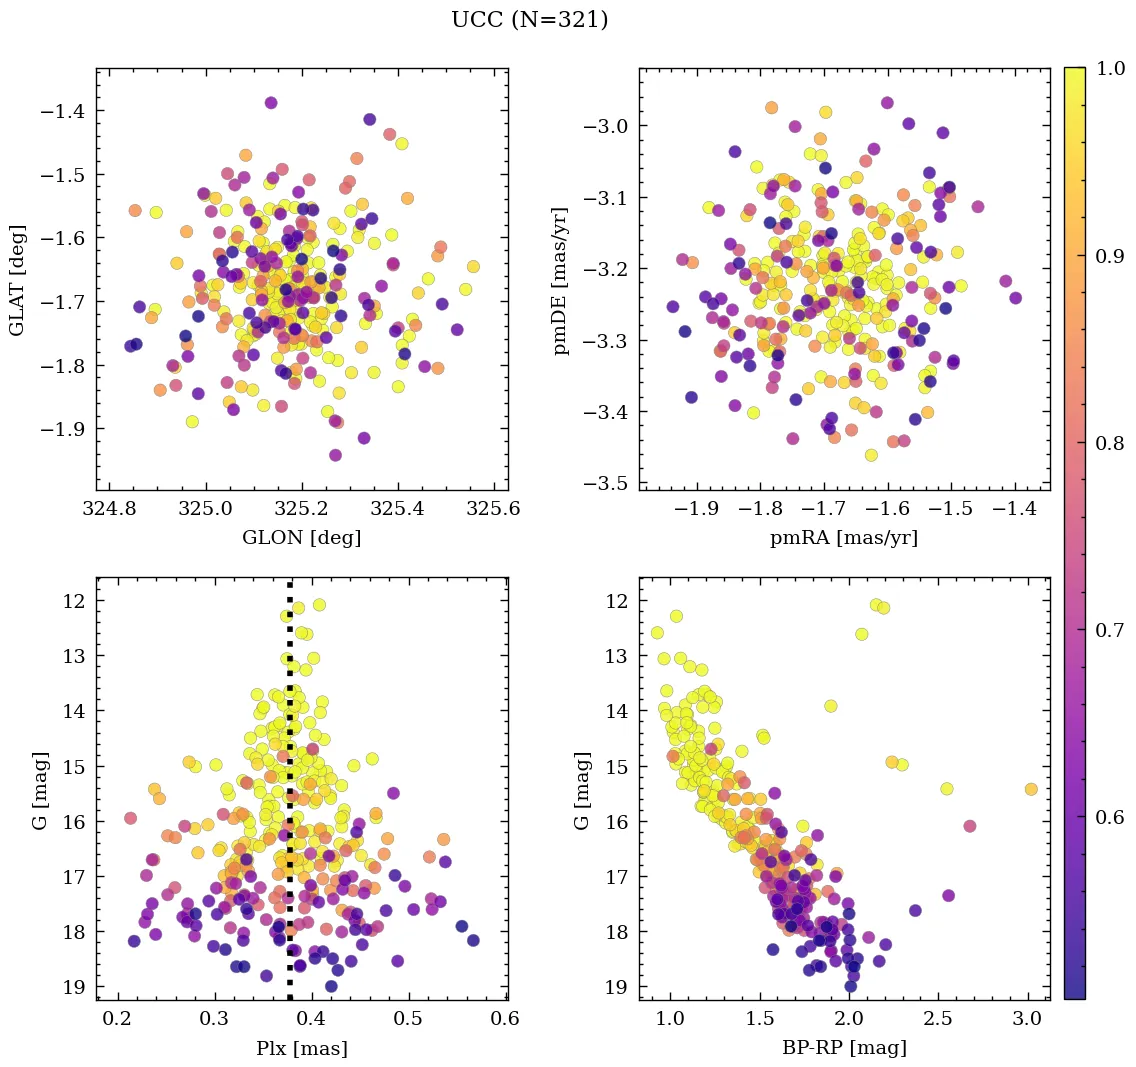 UCC (N=321)
−1.4
−1.5
−1.6
−1.7
−1.8
−1.9
GLAT [deg]
324.8 325.0 325.2 325.4 325.6
GLON [deg]
−3.0
−3.1
−3.2
−3.3
−3.4
−3.5
pmDE [mas/yr]
−1.9 −1.8 −1.7 −1.6 −1.5 −1.4
pmRA [mas/yr]
1.0
0.9
0.8
0.7
0.6
12
13
14
15
16
17
18
19
G [mag]
0.2 0.3 0.4 0.5 0.6
Plx [mas]
12
13
14
15
16
17
18
19
G [mag]
1.0 1.5 2.0 2.5 3.0
BP-RP [mag]